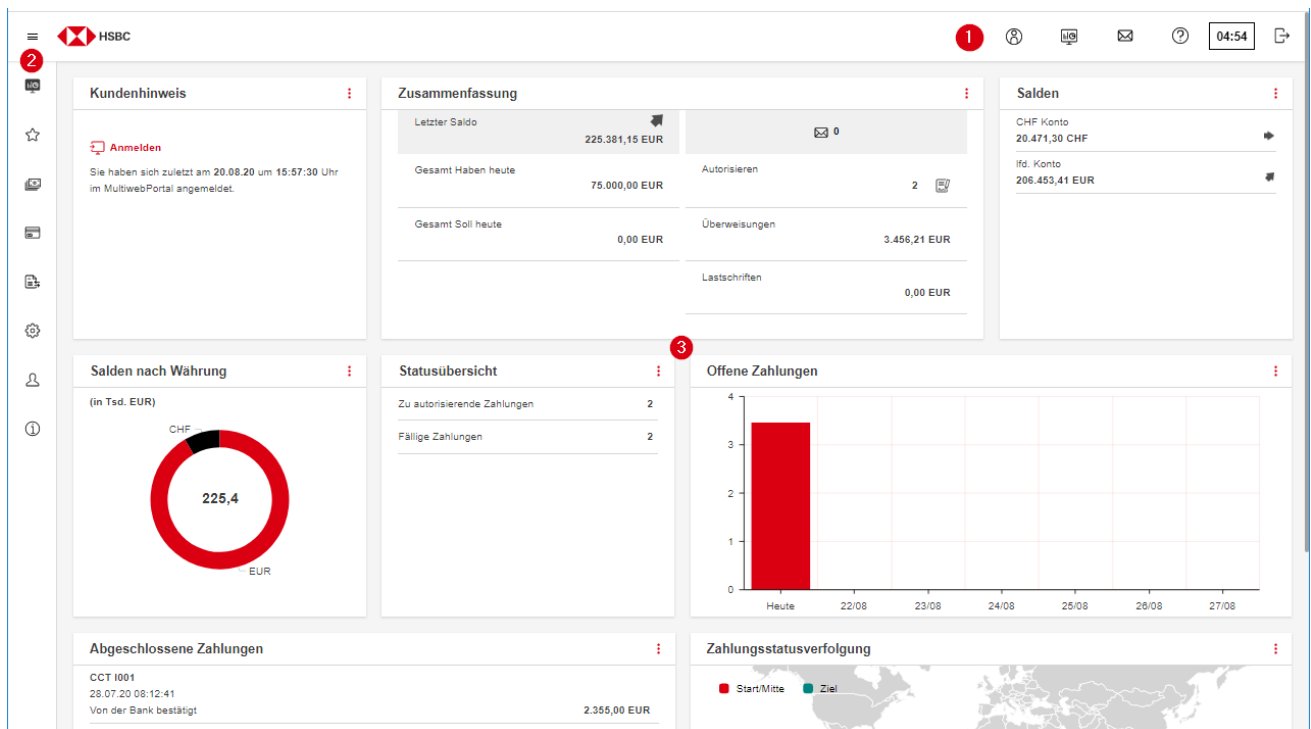 HSBC
1
04:54
2
Kundenhinweis
Anmelden
Sie haben sich zuletzt am 20.08.20 um 15:57:30 Uhr
im MultiwebPortal angemeldet.
Zusammenfassung
Letzter Saldo
225.381,15 EUR
0
Gesamt Haben heute
75.000,00 EUR
Autorisieren
2
Gesamt Soll heute
0,00 EUR
Überweisungen
3.456,21 EUR
Lastschriften
0,00 EUR
Salden
CHF Konto
20.471,30 CHF
lfd. Konto
206.453,41 EUR
3
Salden nach Währung
(in Tsd. EUR)
CHF
225,4
EUR
Statusübersicht
Zu autorisierende Zahlungen 2
Fällige Zahlungen 2
Offene Zahlungen
4
3
2
1
0
Heute 22/08 23/08 24/08 25/08 26/08 27/08
Abgeschlossene Zahlungen
CCT I001
28.07.20 08:12:41
Von der Bank bestätigt 2.355,00 EUR
Zahlungsstatusverfolgung
Start/Mitte Ziel